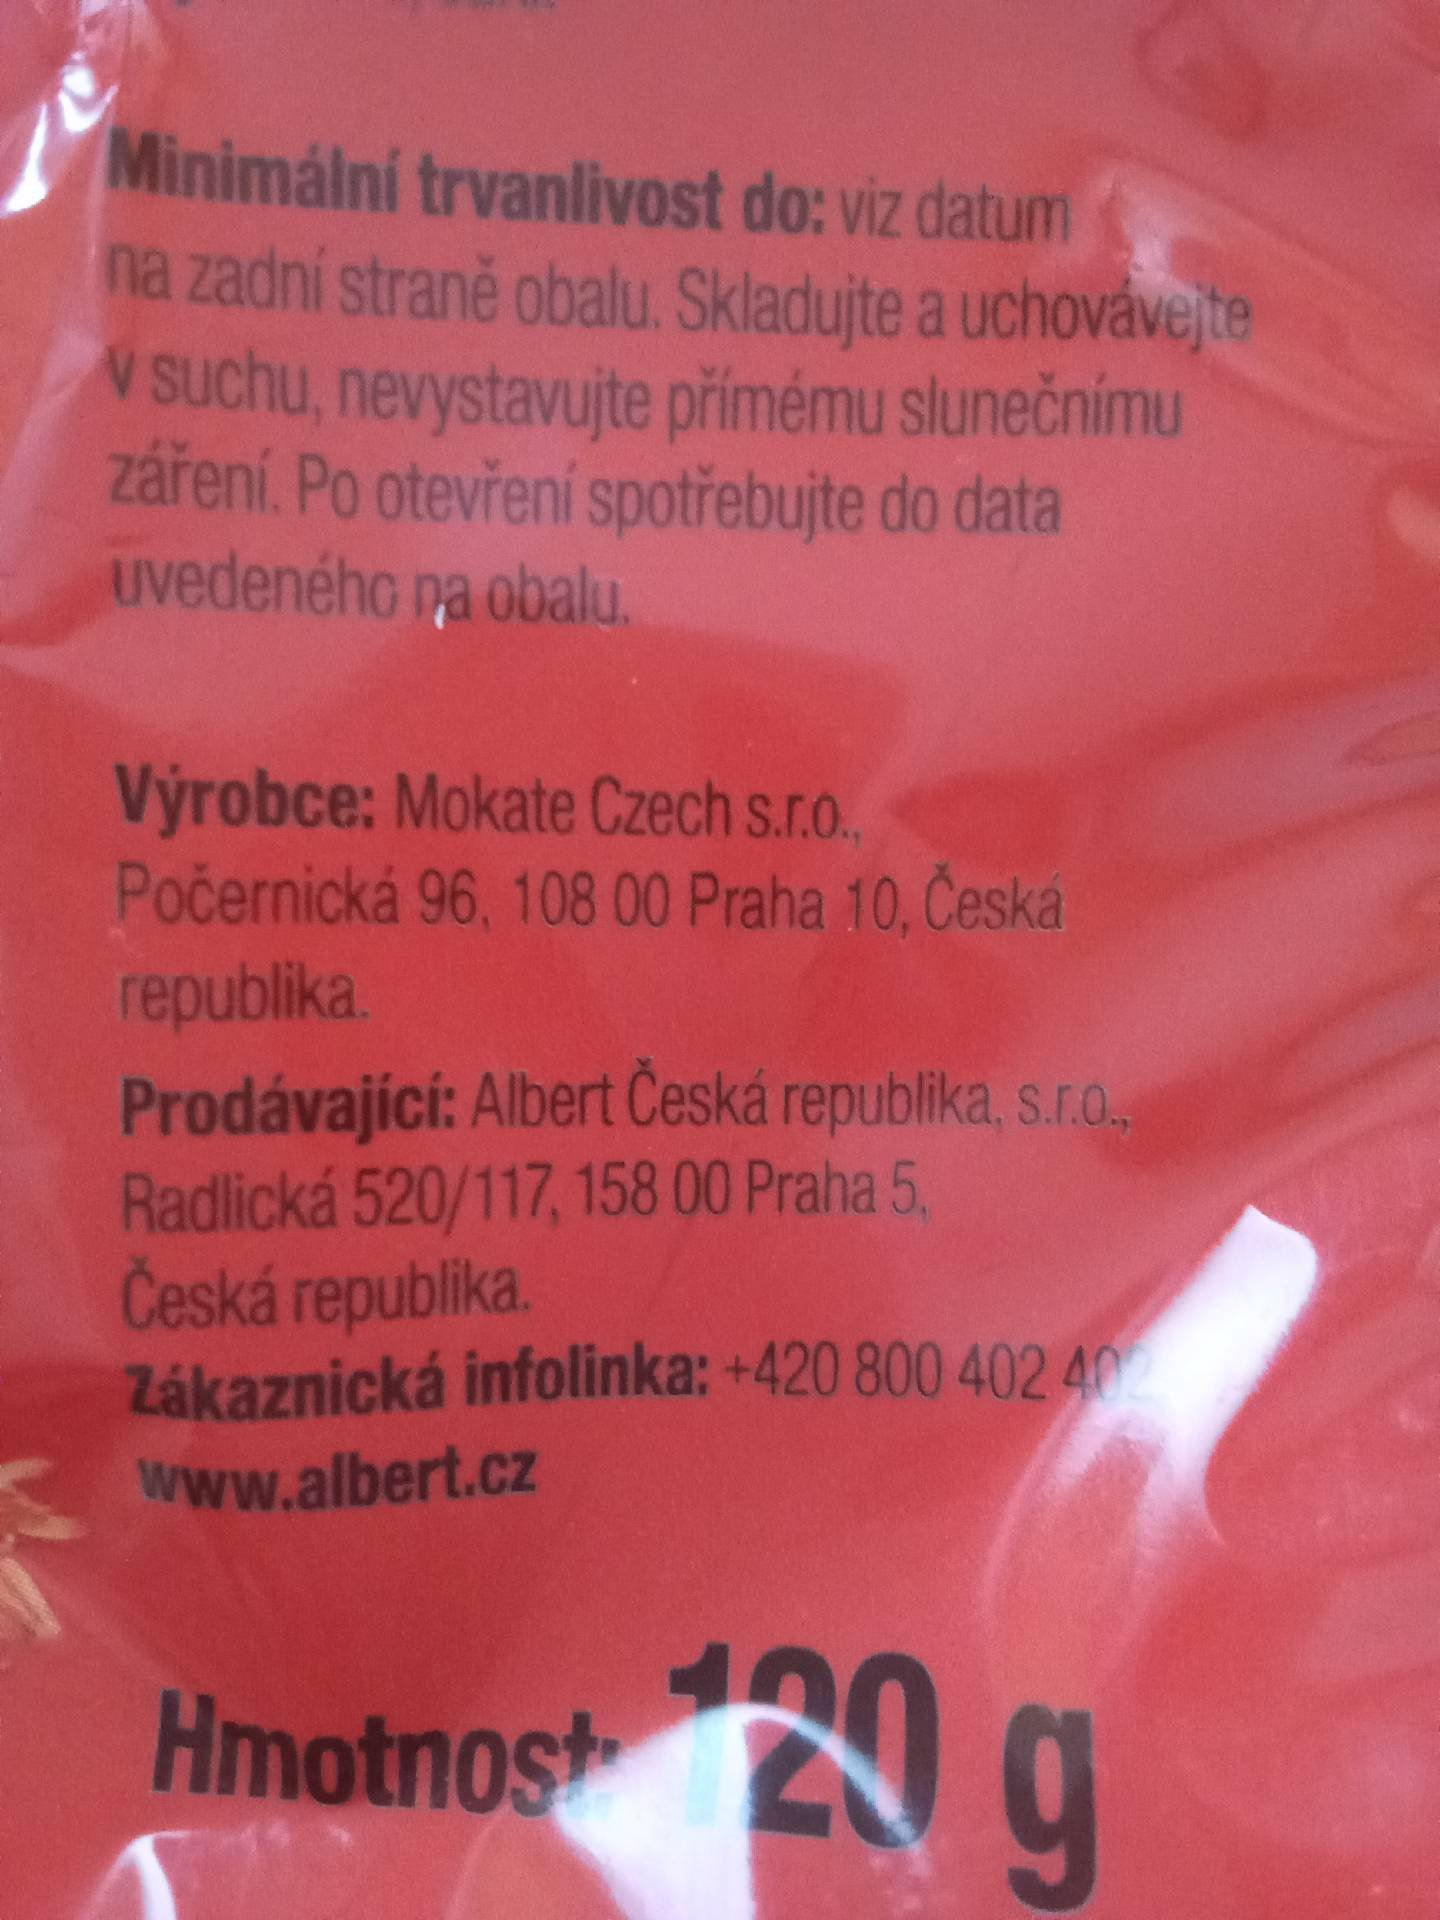 Minimální trvanlivost do: viz datum
na zadní straně obalu. Skladujte a uchovávejte
v suchu, nevystavujte přímému slunečnímu
záření. Po otevření spotřebujte do data
uvedeného na obalu.
Výrobce: Mokate Czech s.r.o.,
Počernická 96, 108 00 Praha 10, Česká
republika.
Prodávající: Albert Česká republika, s.r.o.,
Radlická 520/117, 158 00 Praha 5,
Česká republika.
Zákaznická infolinka: +420 800 402 402
www.albert.cz
Hmotnost: 120 g